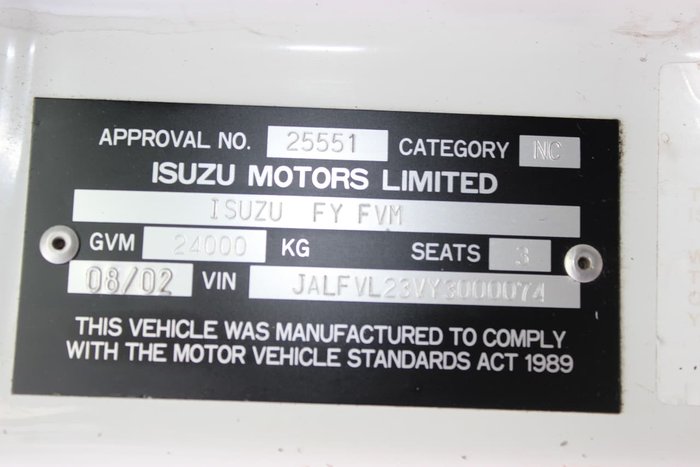 APPROVAL NO. 25551 CATEGORY NC
ISUZU MOTORS LIMITED
ISUZU FY FVM
GVM 24000 KG SEATS 3
08/02 VIN JALFVL23VY3000074
THIS VEHICLE WAS MANUFACTURED TO COMPLY
WITH THE MOTOR VEHICLE STANDARDS ACT 1989